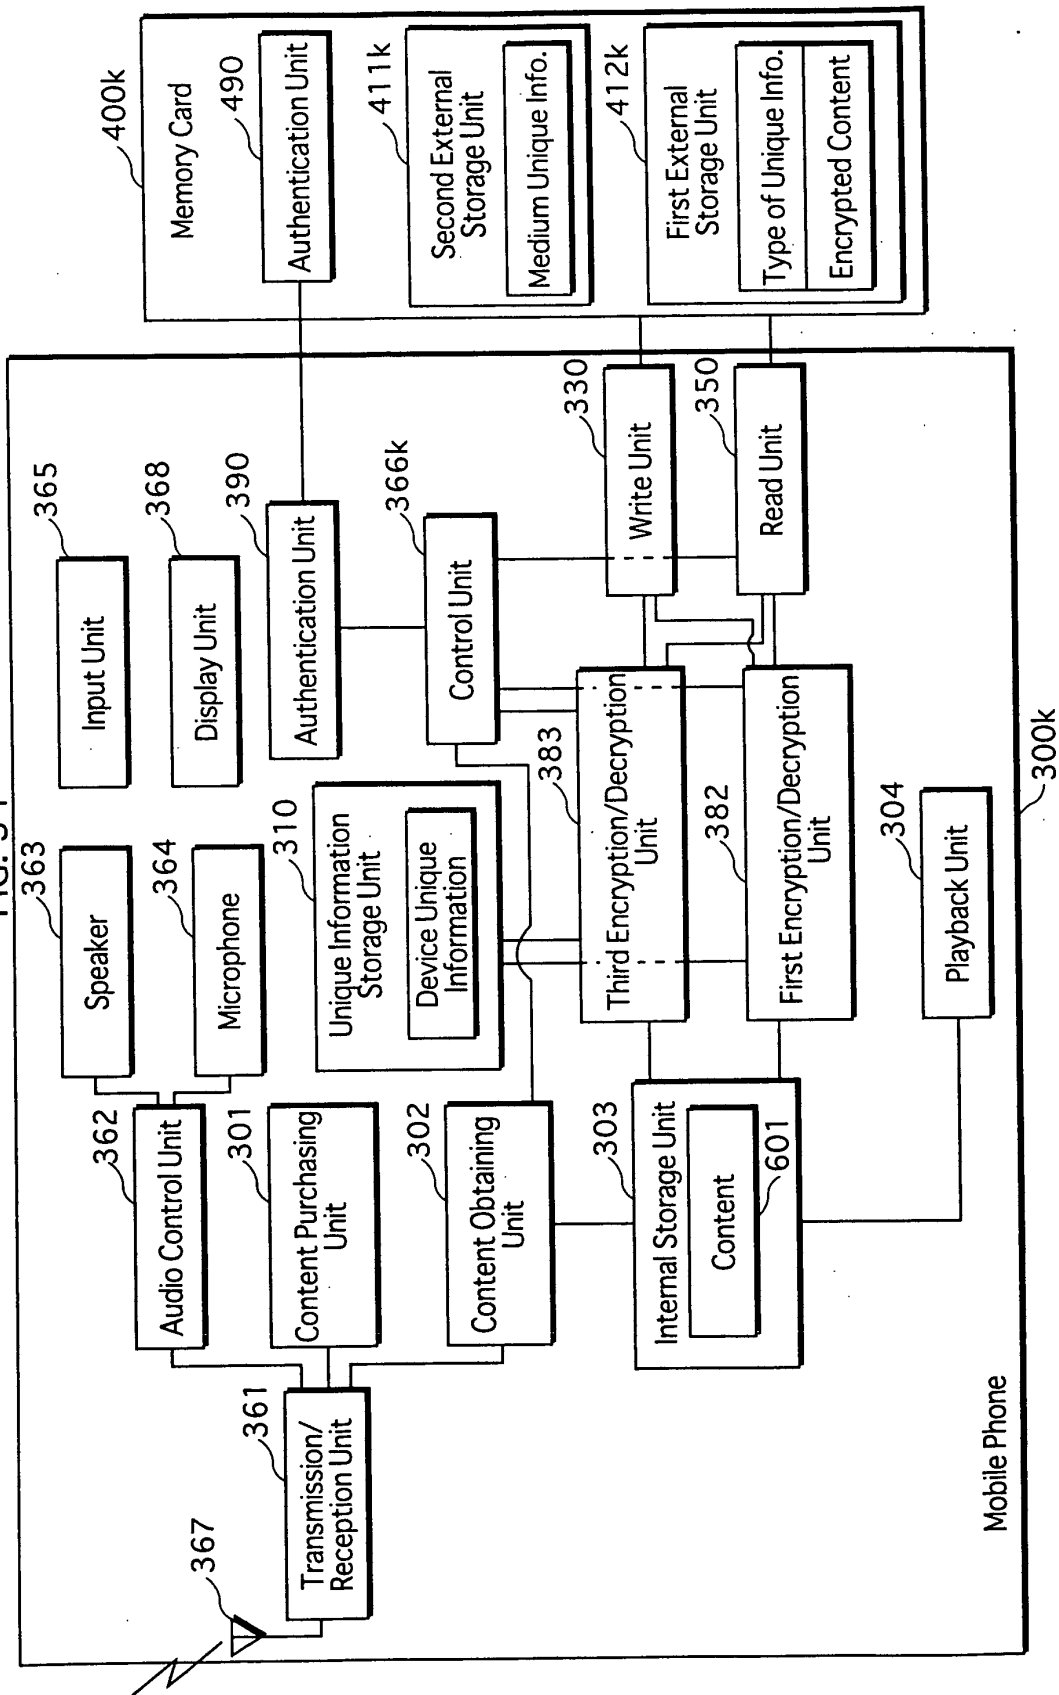 363
Speaker
364
Microphone
365
Input Unit
368
Display Unit
362
Audio Control Unit
301
Content Purchasing
Unit
302
Content Obtaining
Unit
361
Transmission/
Reception Unit
367
310
Unique Information
Storage Unit
Device Unique
Information
390
Authentication Unit
366k
Control Unit
303
Internal Storage Unit
Content
601
383
Third Encryption/Decryption
Unit
382
First Encryption/Decryption
Unit
330
Write Unit
350
Read Unit
304
Playback Unit
Mobile Phone
300k
400k
Memory Card
490
Authentication Unit
411k
Second External
Storage Unit
Medium Unique Info.
412k
First External
Storage Unit
Type of Unique Info.
Encrypted Content